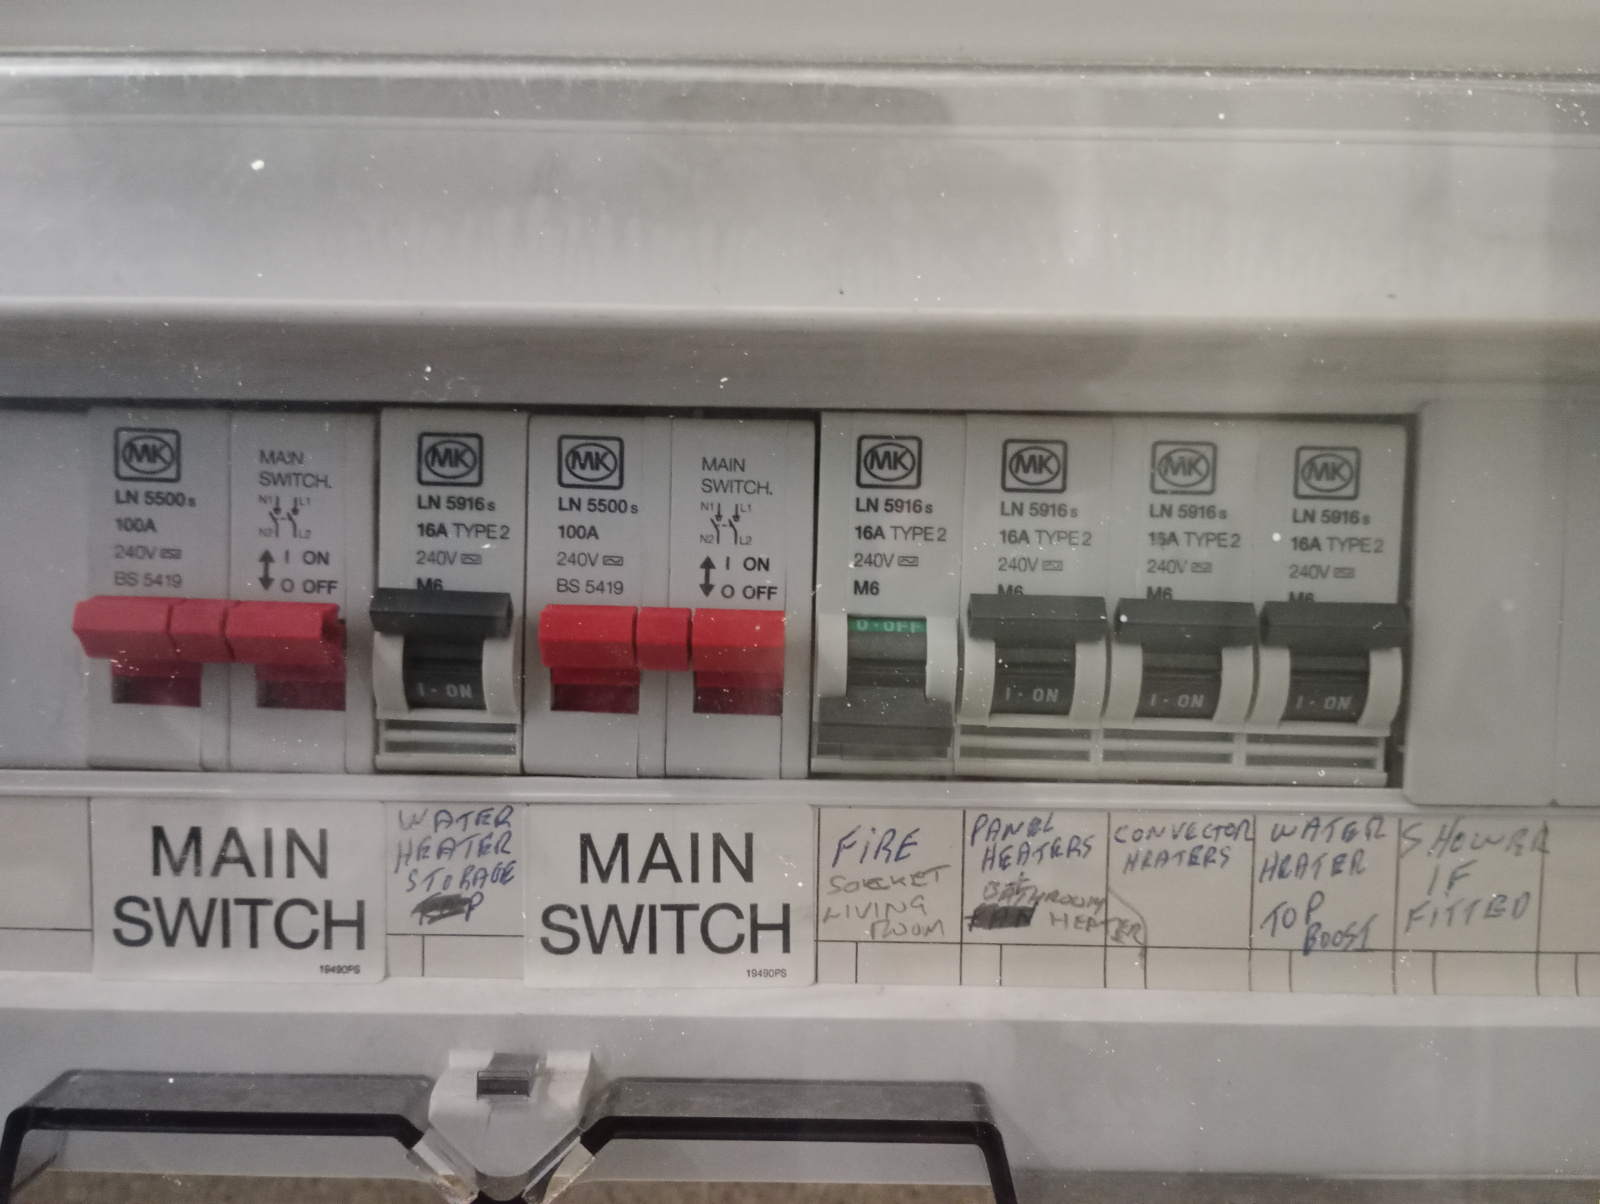 MK
LN 5500s
100A
240V
BS 5419
MAIN
SWITCH.
N1 L1
N2 L2
I ON
O OFF
MK
LN 5916s
16A TYPE 2
240V
M6
I - ON
MK
LN 5500s
100A
240V
BS 5419
MAIN
SWITCH.
N1 L1
N2 L2
I ON
O OFF
MK
LN 5916s
16A TYPE 2
240V
M6
O - OFF
MK
LN 5916s
16A TYPE 2
240V
M6
I - ON
MK
LN 5916s
16A TYPE 2
240V
M6
I - ON
MK
LN 5916s
16A TYPE 2
240V
M6
I - ON
MAIN
SWITCH
19490PS
WATER
HEATER
STORAGE
MAIN
SWITCH
19490PS
FIRE
SOCKET
LIVING
ROOM
PANEL
HEATERS
+
BATHROOM
HEATER
CONVECTOR
HEATERS
WATER
HEATER
TOP
BOOST
SHOWER
IF
FITTED